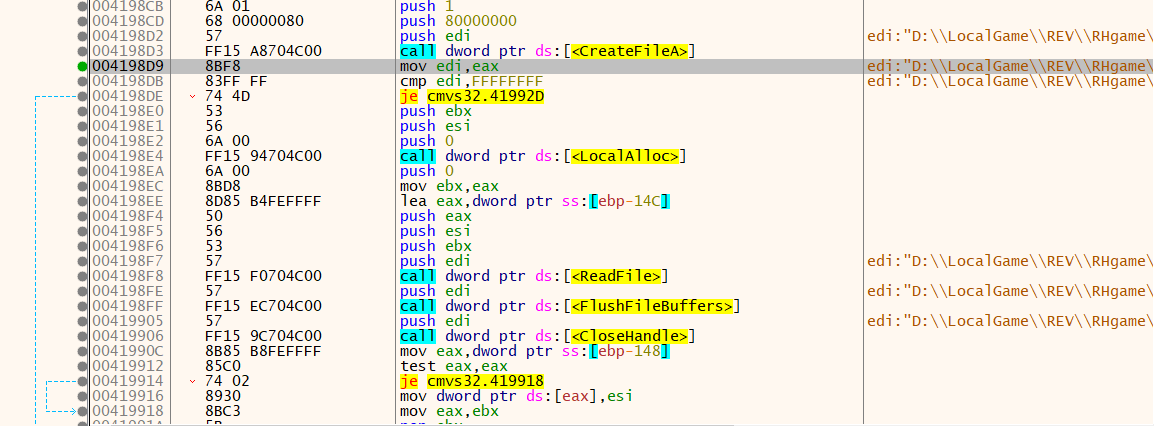 004198CB 6A 01 push 1
004198CD 68 00000080 push 80000000
004198D2 57 push edi edi:"D:\\LocalGame\\REV\\RHgame\
004198D3 FF15 A8704C00 call dword ptr ds:[<CreateFileA>]
004198D9 8BF8 mov edi,eax edi:"D:\\LocalGame\\REV\\RHgame\
004198DB 83FF FF cmp edi,FFFFFFFF edi:"D:\\LocalGame\\REV\\RHgame\
004198DE 74 4D je cmvs32.41992D
004198E0 53 push ebx
004198E1 56 push esi
004198E2 6A 00 push 0
004198E4 FF15 94704C00 call dword ptr ds:[<LocalAlloc>]
004198EA 6A 00 push 0
004198EC 8BD8 mov ebx,eax
004198EE 8D85 B4FEFFFF lea eax,dword ptr ss:[ebp-14C]
004198F4 50 push eax
004198F5 56 push esi
004198F6 53 push ebx
004198F7 57 push edi edi:"D:\\LocalGame\\REV\\RHgame\
004198F8 FF15 F0704C00 call dword ptr ds:[<ReadFile>]
004198FE 57 push edi edi:"D:\\LocalGame\\REV\\RHgame\
004198FF FF15 EC704C00 call dword ptr ds:[<FlushFileBuffers>]
00419905 57 push edi edi:"D:\\LocalGame\\REV\\RHgame\
00419906 FF15 9C704C00 call dword ptr ds:[<CloseHandle>]
0041990C 8B85 B8FEFFFF mov eax,dword ptr ss:[ebp-148]
00419912 85C0 test eax,eax
00419914 74 02 je cmvs32.419918
00419916 8930 mov dword ptr ds:[eax],esi
00419918 8BC3 mov eax,ebx